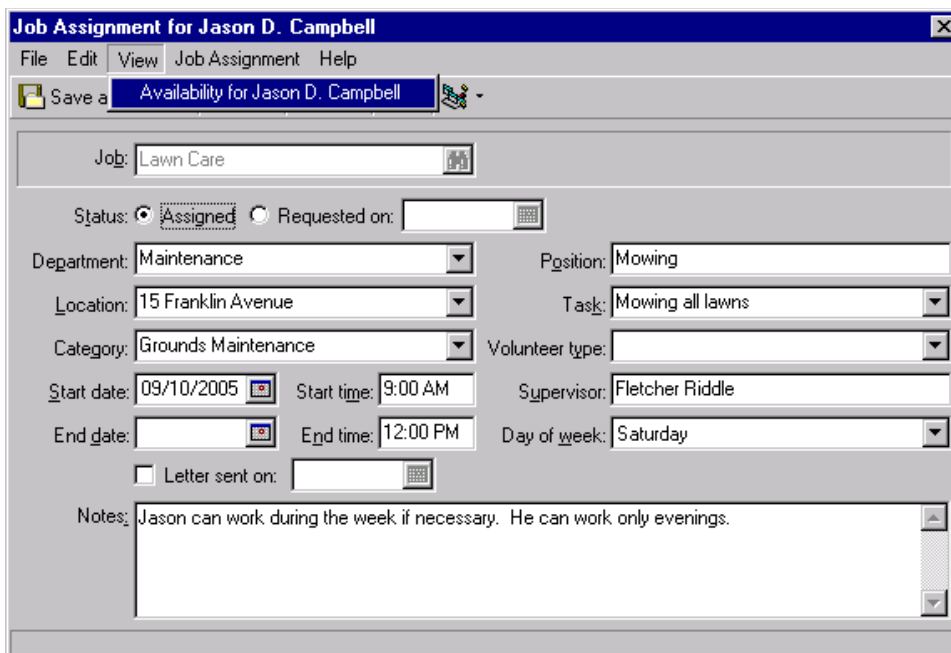 Job Assignment for Jason D. Campbell
File Edit View Job Assignment Help
Save a
Availability for Jason D. Campbell
Job: Lawn Care
Status: Assigned Requested on:
Department: Maintenance Position: Mowing
Location: 15 Franklin Avenue Task: Mowing all lawns
Category: Grounds Maintenance Volunteer type:
Start date: 09/10/2005 Start time: 9:00 AM Supervisor: Fletcher Riddle
End date: End time: 12:00 PM Day of week: Saturday
Letter sent on:
Notes: Jason can work during the week if necessary. He can work only evenings.